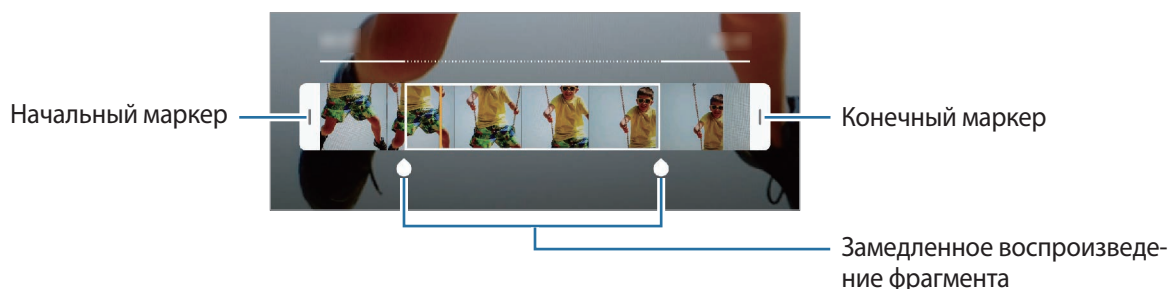 Начальный маркер
Конечный маркер
Замедленное воспроизведе-
ние фрагмента